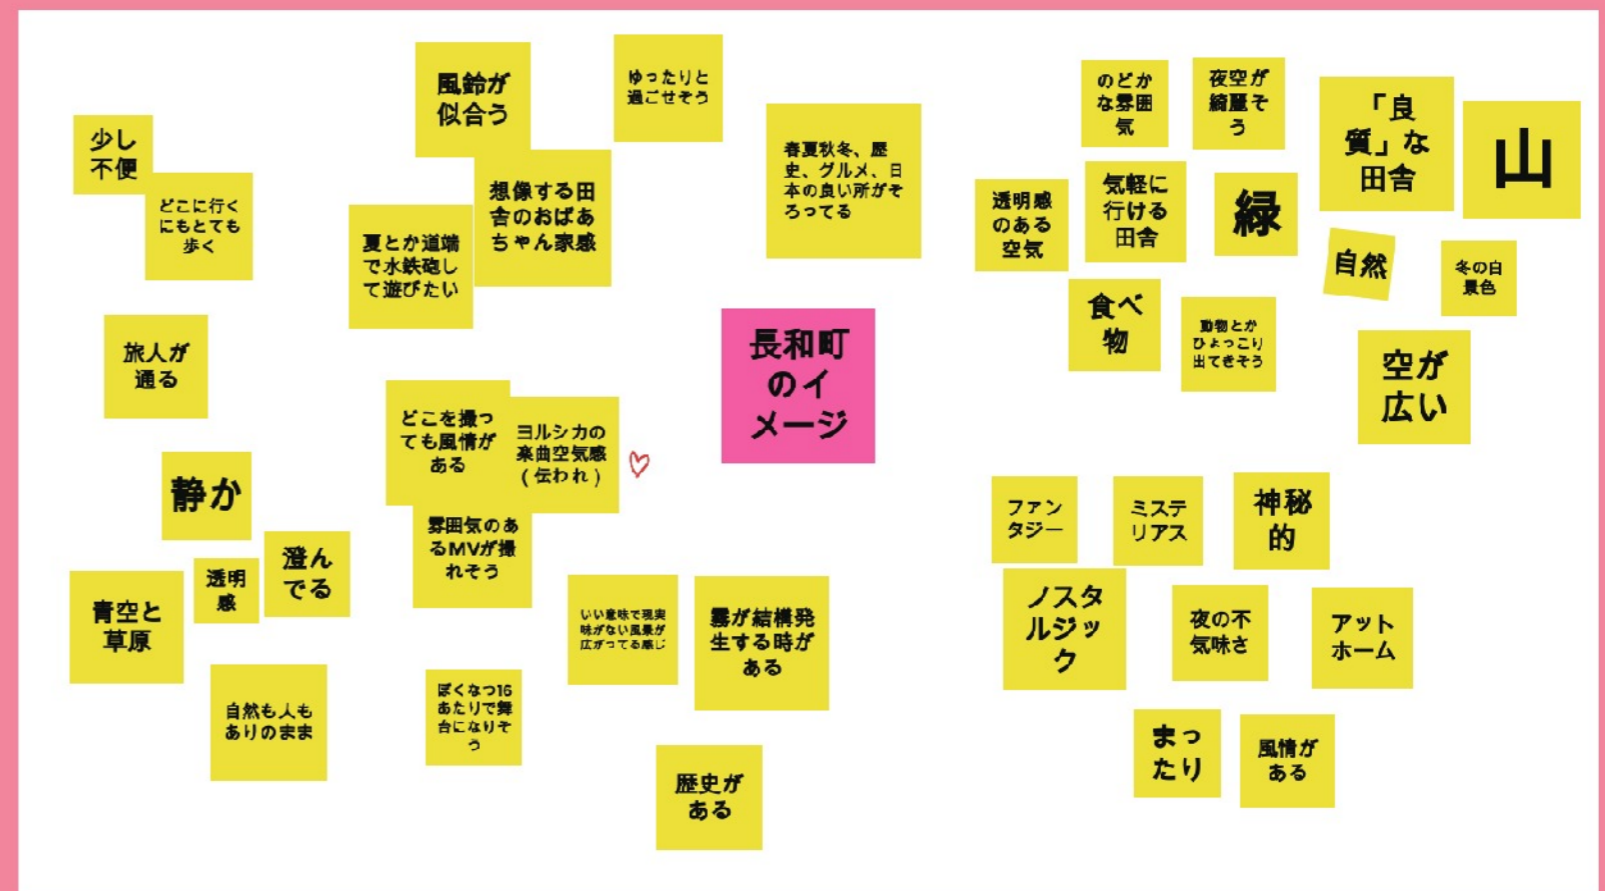 少し
不便
どこに行く
にもとても
歩く
旅人が
通る
静か
透明
感
澄ん
でる
青空と
草原
自然も人も
ありのまま
風鈴が
似合う
ゆったりと
過ごせそう
想像する田
舎のおばあ
ちゃん家感
夏とか道端
で水鉄砲し
て遊びたい
春夏秋冬、歴
史、グルメ、日
本の良い所がそ
ろってる
長和町
のイ
メージ
どこを撮っ
ても風情が
ある
ヨルシカの
楽曲空気感
(伝われ)
雰囲気のあ
るMVが撮
れそう
いい意味で現実
味がない風景が
広がってる感じ
霧が結構発
生する時が
ある
ぼくなつ16
あたりで舞
台になりそ
う
歴史が
ある
のどか
な雰囲
気
夜空が
綺麗そ
う
「良
質」な
田舎
山
透明感
のある
空気
気軽に
行ける
田舎
緑
自然
冬の白
景色
食べ
物
動物とか
ひょっこり
出てきそう
空が
広い
ファン
タジー
ミステ
リアス
神秘
的
ノスタ
ルジッ
ク
夜の不
気味さ
アット
ホーム
まっ
たり
風情が
ある